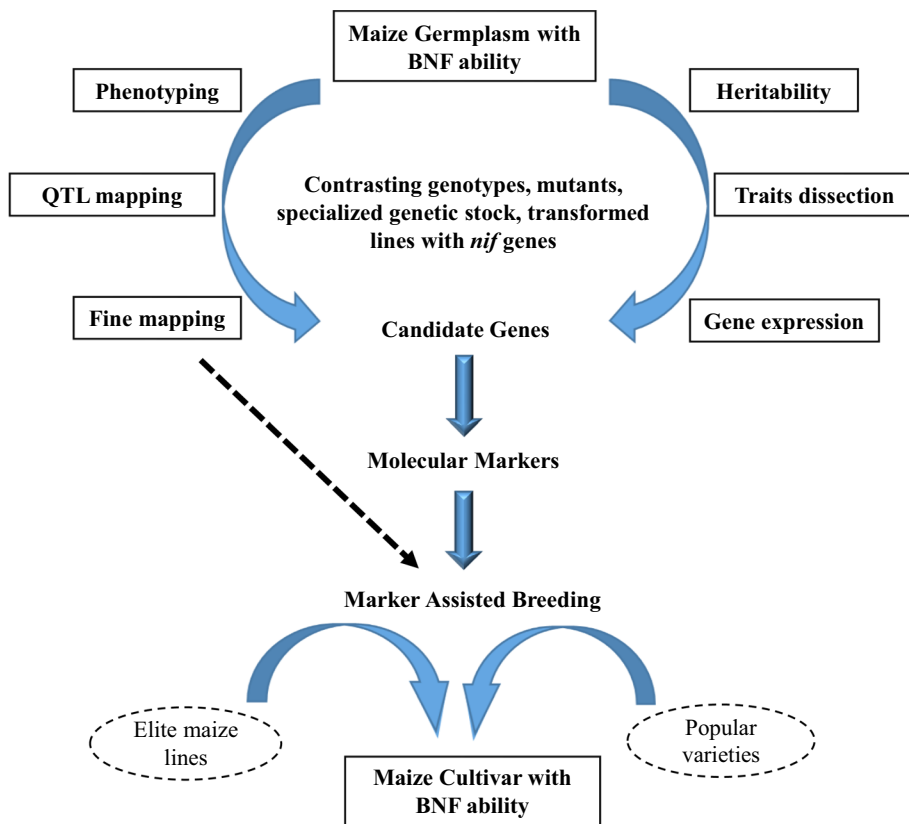 Maize Germplasm with
BNF ability
Phenotyping
Heritability
QTL mapping
Contrasting genotypes, mutants,
specialized genetic stock, transformed
lines with nif genes
Traits dissection
Fine mapping
Candidate Genes
Gene expression
Molecular Markers
Marker Assisted Breeding
Elite maize
lines
Popular
varieties
Maize Cultivar with
BNF ability